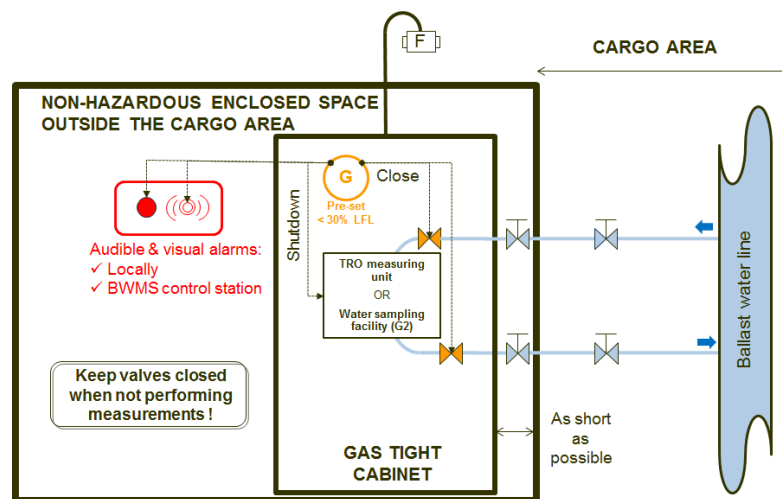 F
CARGO AREA
NON-HAZARDOUS ENCLOSED SPACE
OUTSIDE THE CARGO AREA
G
Close
Pre-set
< 30% LFL
Shutdown
Audible & visual alarms:
✓ Locally
✓ BWMS control station
TRO measuring
unit
OR
Water sampling
facility (G2)
Ballast water line
Keep valves closed
when not performing
measurements !
As short
as
possible
GAS TIGHT
CABINET